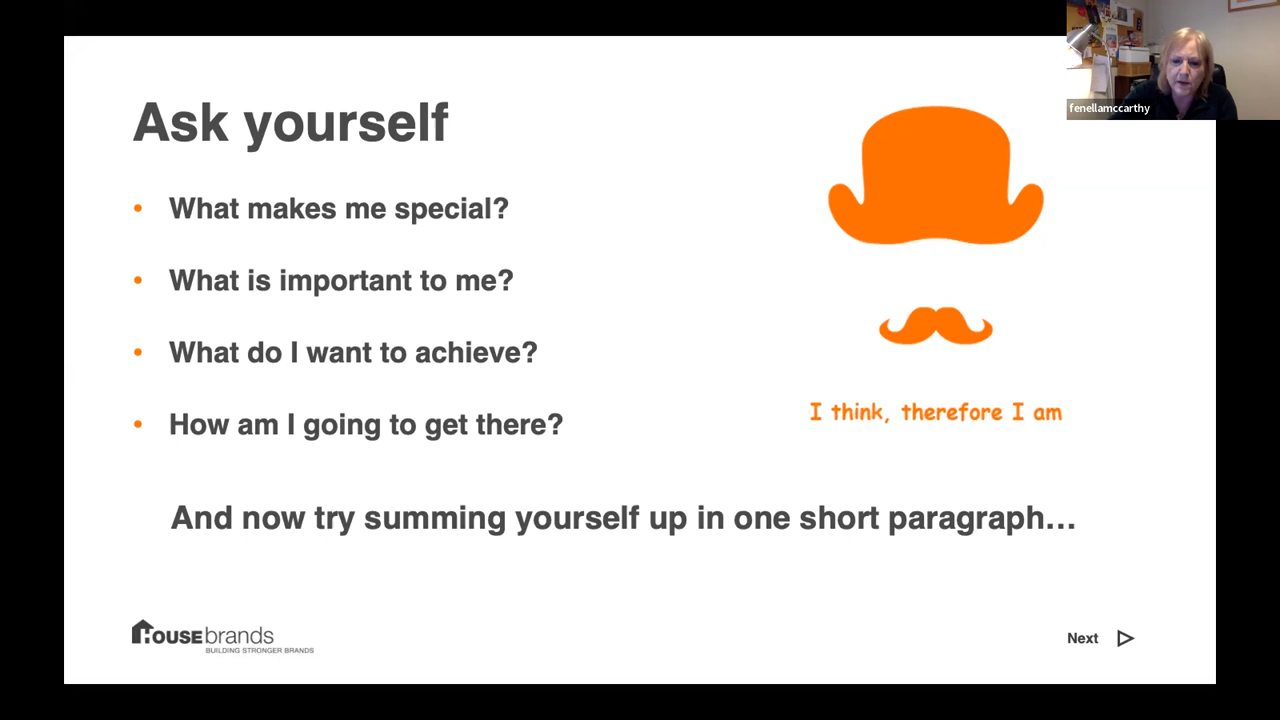 fenellamccarthy
Ask yourself
• What makes me special?
• What is important to me?
• What do I want to achieve?
• How am I going to get there?
I think, therefore I am
And now try summing yourself up in one short paragraph...
HOUSEbrands
BUILDING STRONGER BRANDS
Next